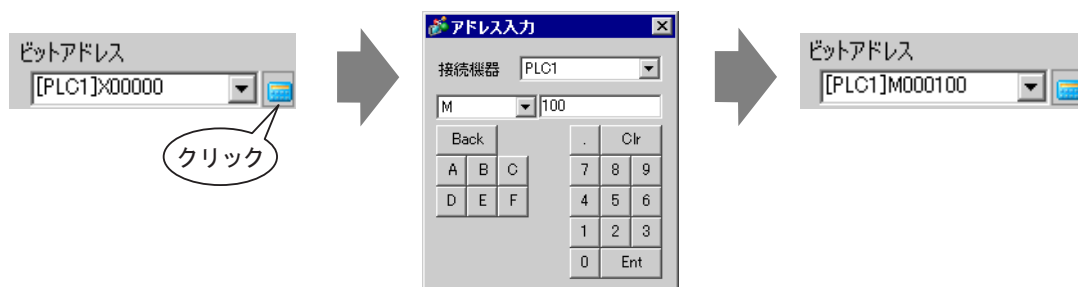 ビットアドレス
[PLC1]X00000
クリック
アドレス入力
接続機器 PLC1
M 100
Back . Clr
A B C 7 8 9
D E F 4 5 6
1 2 3
0 Ent
ビットアドレス
[PLC1]M000100